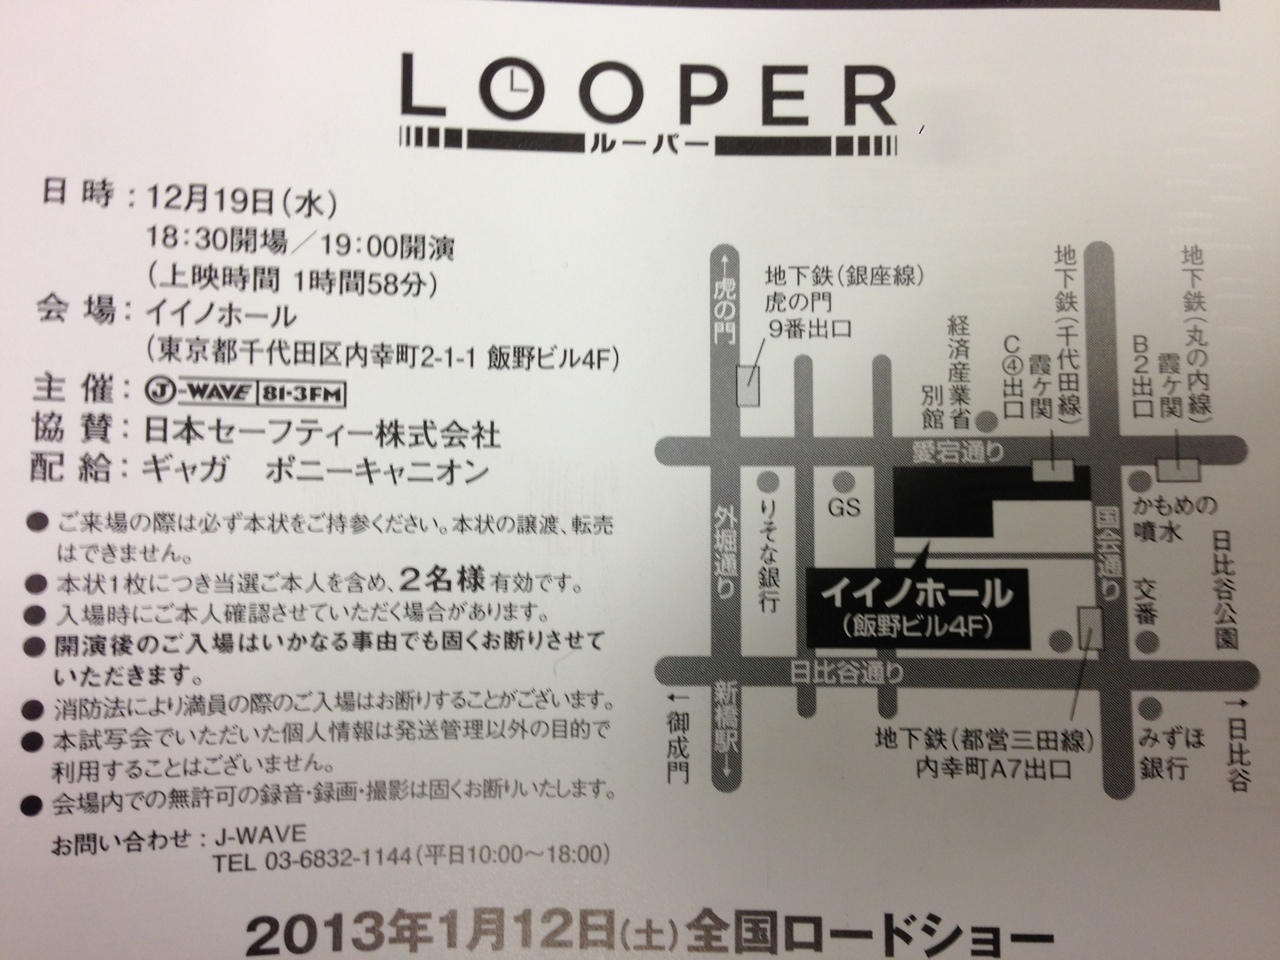 LOOPER
ルーパー
日時：12月19日（水）
18：30開場／19：00開演
（上映時間 1時間58分）
会場：イイノホール
（東京都千代田区内幸町2-1-1 飯野ビル4F）
主催：J-WAVE 81.3FM
協賛：日本セーフティー株式会社
配給：ギャガ　ポニーキャニオン
● ご来場の際は必ず本状をご持参ください。本状の譲渡、転売
はできません。
● 本状1枚につき当選ご本人を含め、2名様有効です。
● 入場時にご本人確認させていただく場合があります。
● 開演後のご入場はいかなる事由でも固くお断りさせて
いただきます。
● 消防法により満員の際のご入場はお断りすることがございます。
● 本試写会でいただいた個人情報は発送管理以外の目的で
利用することはございません。
● 会場内での無許可の録音・録画・撮影は固くお断りいたします。
お問い合わせ：J-WAVE
TEL 03-6832-1144（平日10:00～18:00）
←虎の門
地下鉄（銀座線）
虎の門
9番出口
経済産業省
別館
地下鉄（千代田線）
霞ヶ関
C④出口
地下鉄（丸の内線）
霞ヶ関
B2出口
愛宕通り
外堀通り
りそな銀行
GS
国会通り
かもめの
噴水
日比谷公園
交番
イイノホール
（飯野ビル4F）
日比谷通り
←御成門
新橋駅→
地下鉄（都営三田線）
内幸町A7出口
みずほ
銀行
→日比谷
2013年1月12日（土）全国ロードショー